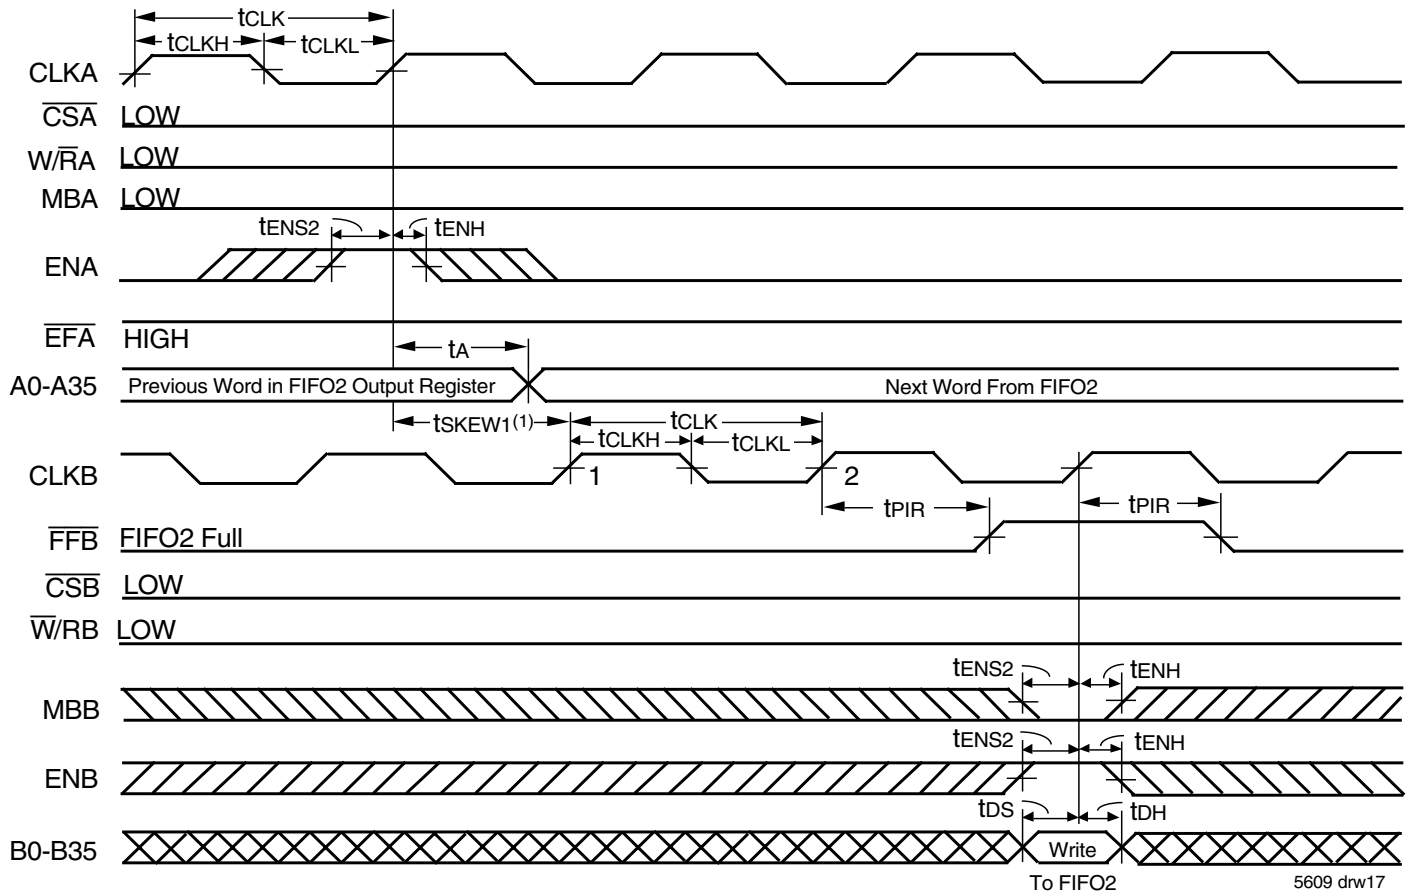 tCLK
tCLKH tCLKL
CLKA
CSA LOW
W/RA LOW
MBA LOW
tENS2 tENH
ENA
EFA HIGH
tA
A0-A35 Previous Word in FIFO2 Output Register Next Word From FIFO2
tSKEW1(1) tCLK
tCLKH tCLKL
CLKB 1 2
tPIR tPIR
FFB FIFO2 Full
CSB LOW
W/RB LOW
tENS2 tENH
MBB
tENS2 tENH
ENB
tDS tDH
B0-B35 Write
To FIFO2 5609 drw17